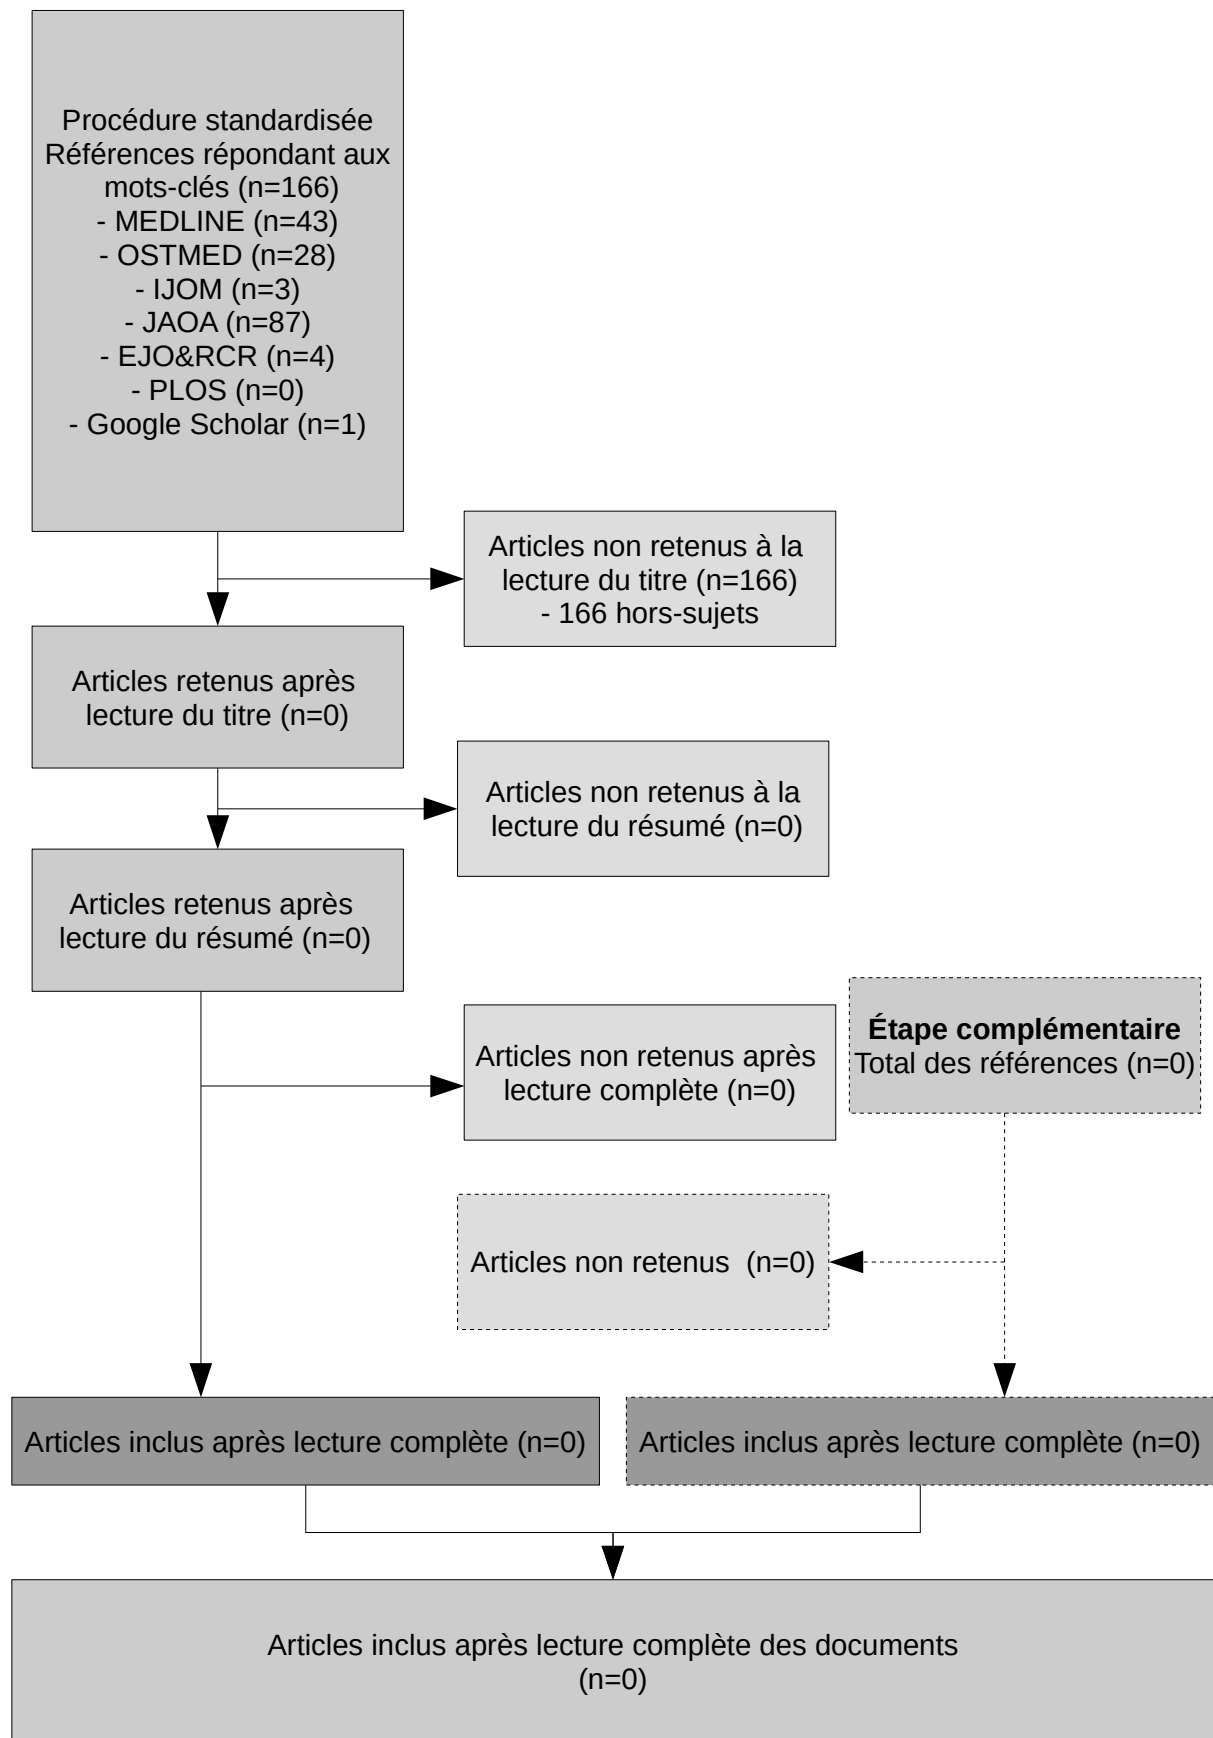 Procédure standardisée
Références répondant aux
mots-clés (n=166)
- MEDLINE (n=43)
- OSTMED (n=28)
- IJOM (n=3)
- JAOA (n=87)
- EJO&RCR (n=4)
- PLOS (n=0)
- Google Scholar (n=1)
Articles non retenus à la
lecture du titre (n=166)
- 166 hors-sujets
Articles retenus après
lecture du titre (n=0)
Articles non retenus à la
lecture du résumé (n=0)
Articles retenus après
lecture du résumé (n=0)
Articles non retenus après
lecture complète (n=0)
Étape complémentaire
Total des références (n=0)
Articles non retenus  (n=0)
Articles inclus après lecture complète (n=0)
Articles inclus après lecture complète (n=0)
Articles inclus après lecture complète des documents
(n=0)